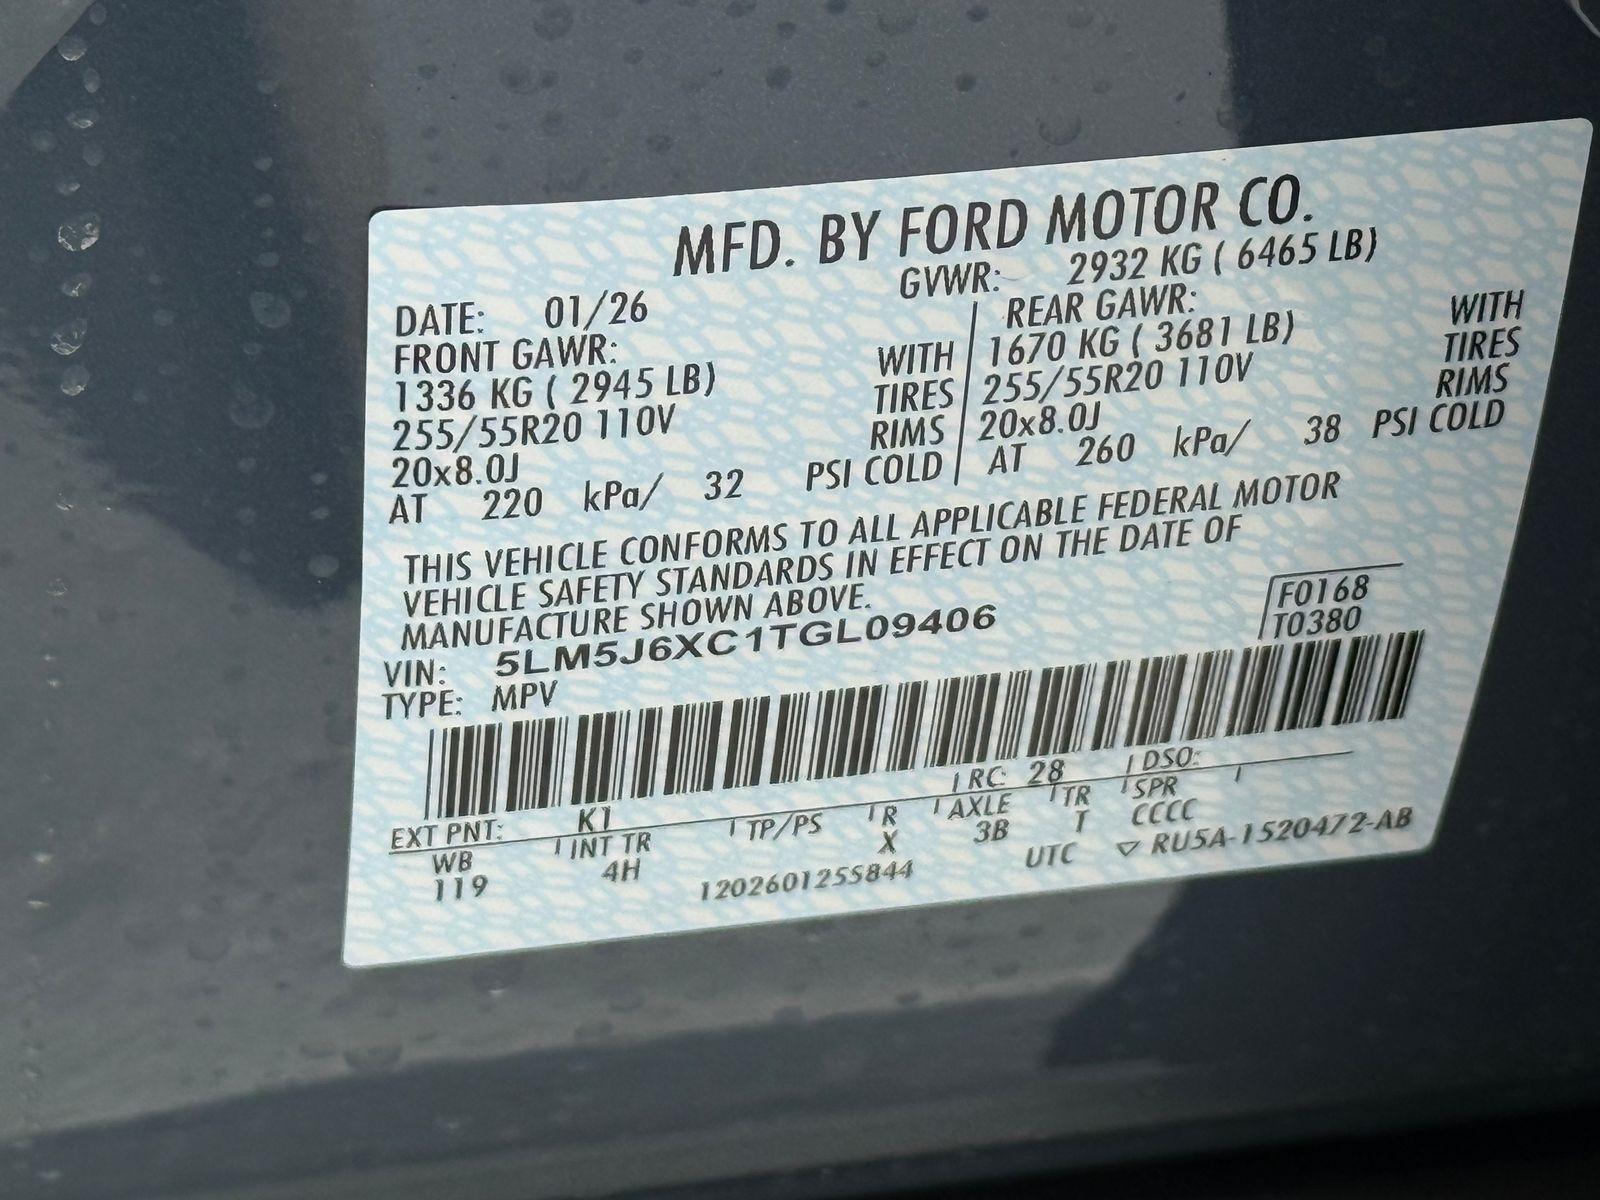 MFD. BY FORD MOTOR CO.
DATE: 01/26 GVWR: 2932 KG ( 6465 LB)
FRONT GAWR: REAR GAWR:
1336 KG ( 2945 LB) WITH 1670 KG ( 3681 LB) WITH
255/55R20 110V TIRES 255/55R20 110V TIRES
20x8.0J RIMS 20x8.0J RIMS
AT 220 kPa/ 32 PSI COLD AT 260 kPa/ 38 PSI COLD
THIS VEHICLE CONFORMS TO ALL APPLICABLE FEDERAL MOTOR
VEHICLE SAFETY STANDARDS IN EFFECT ON THE DATE OF
MANUFACTURE SHOWN ABOVE.
F0168
VIN: 5LM5J6XC1TGL09406 T0380
TYPE: MPV
EXT PNT: K1 RC: 28 DSO:
WB INT TR TP/PS R AXLE TR SPR
119 4H X 3B T CCCC
120260125S844 UTC ▽ RU5A-1520472-AB